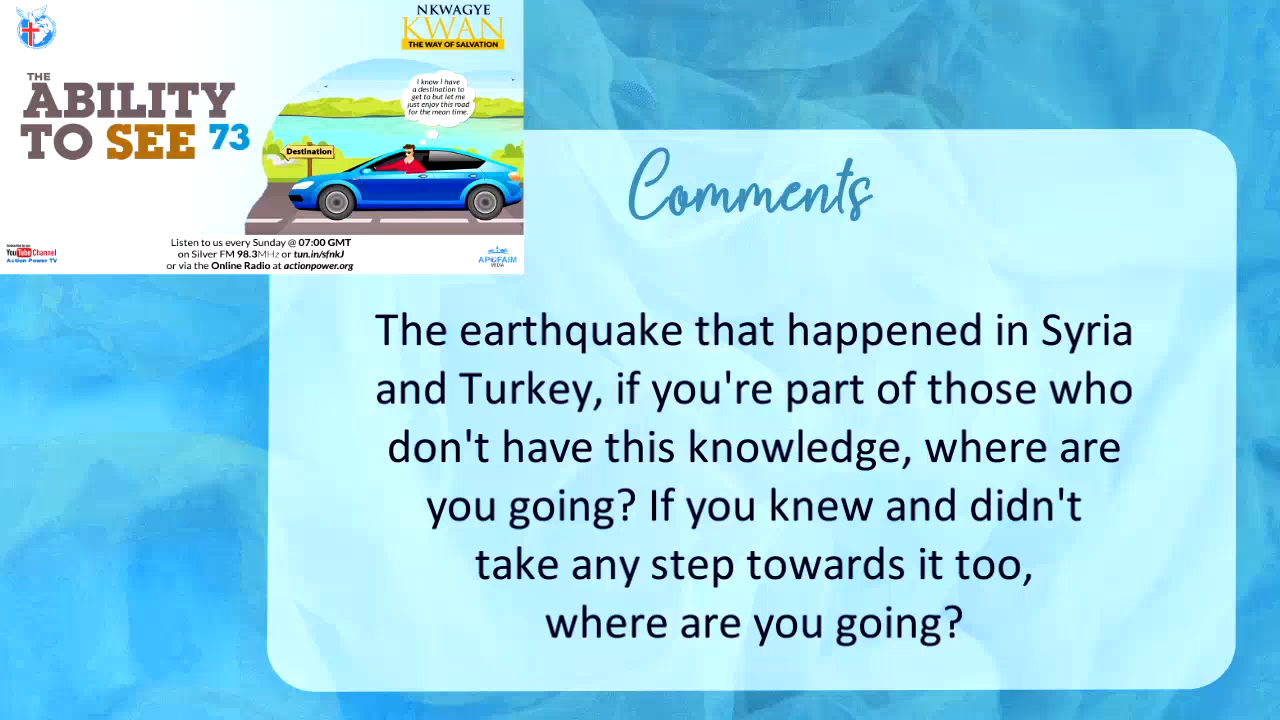 NKWAGYE
KWAN
THE WAY OF SALVATION
THE
ABILITY
TO SEE 73
I know I have
a destination to
get to but let me
just enjoy this road
for the mean time.
Destination
Listen to us every Sunday @ 07:00 GMT
on Silver FM 98.3MHz or tun.in/sfnkJ
or via the Online Radio at actionpower.org
Subscribe to our
YouTube Channel
Action Power TV
APOFAIM
MEDIA
Comments
The earthquake that happened in Syria
and Turkey, if you're part of those who
don't have this knowledge, where are
you going? If you knew and didn't
take any step towards it too,
where are you going?